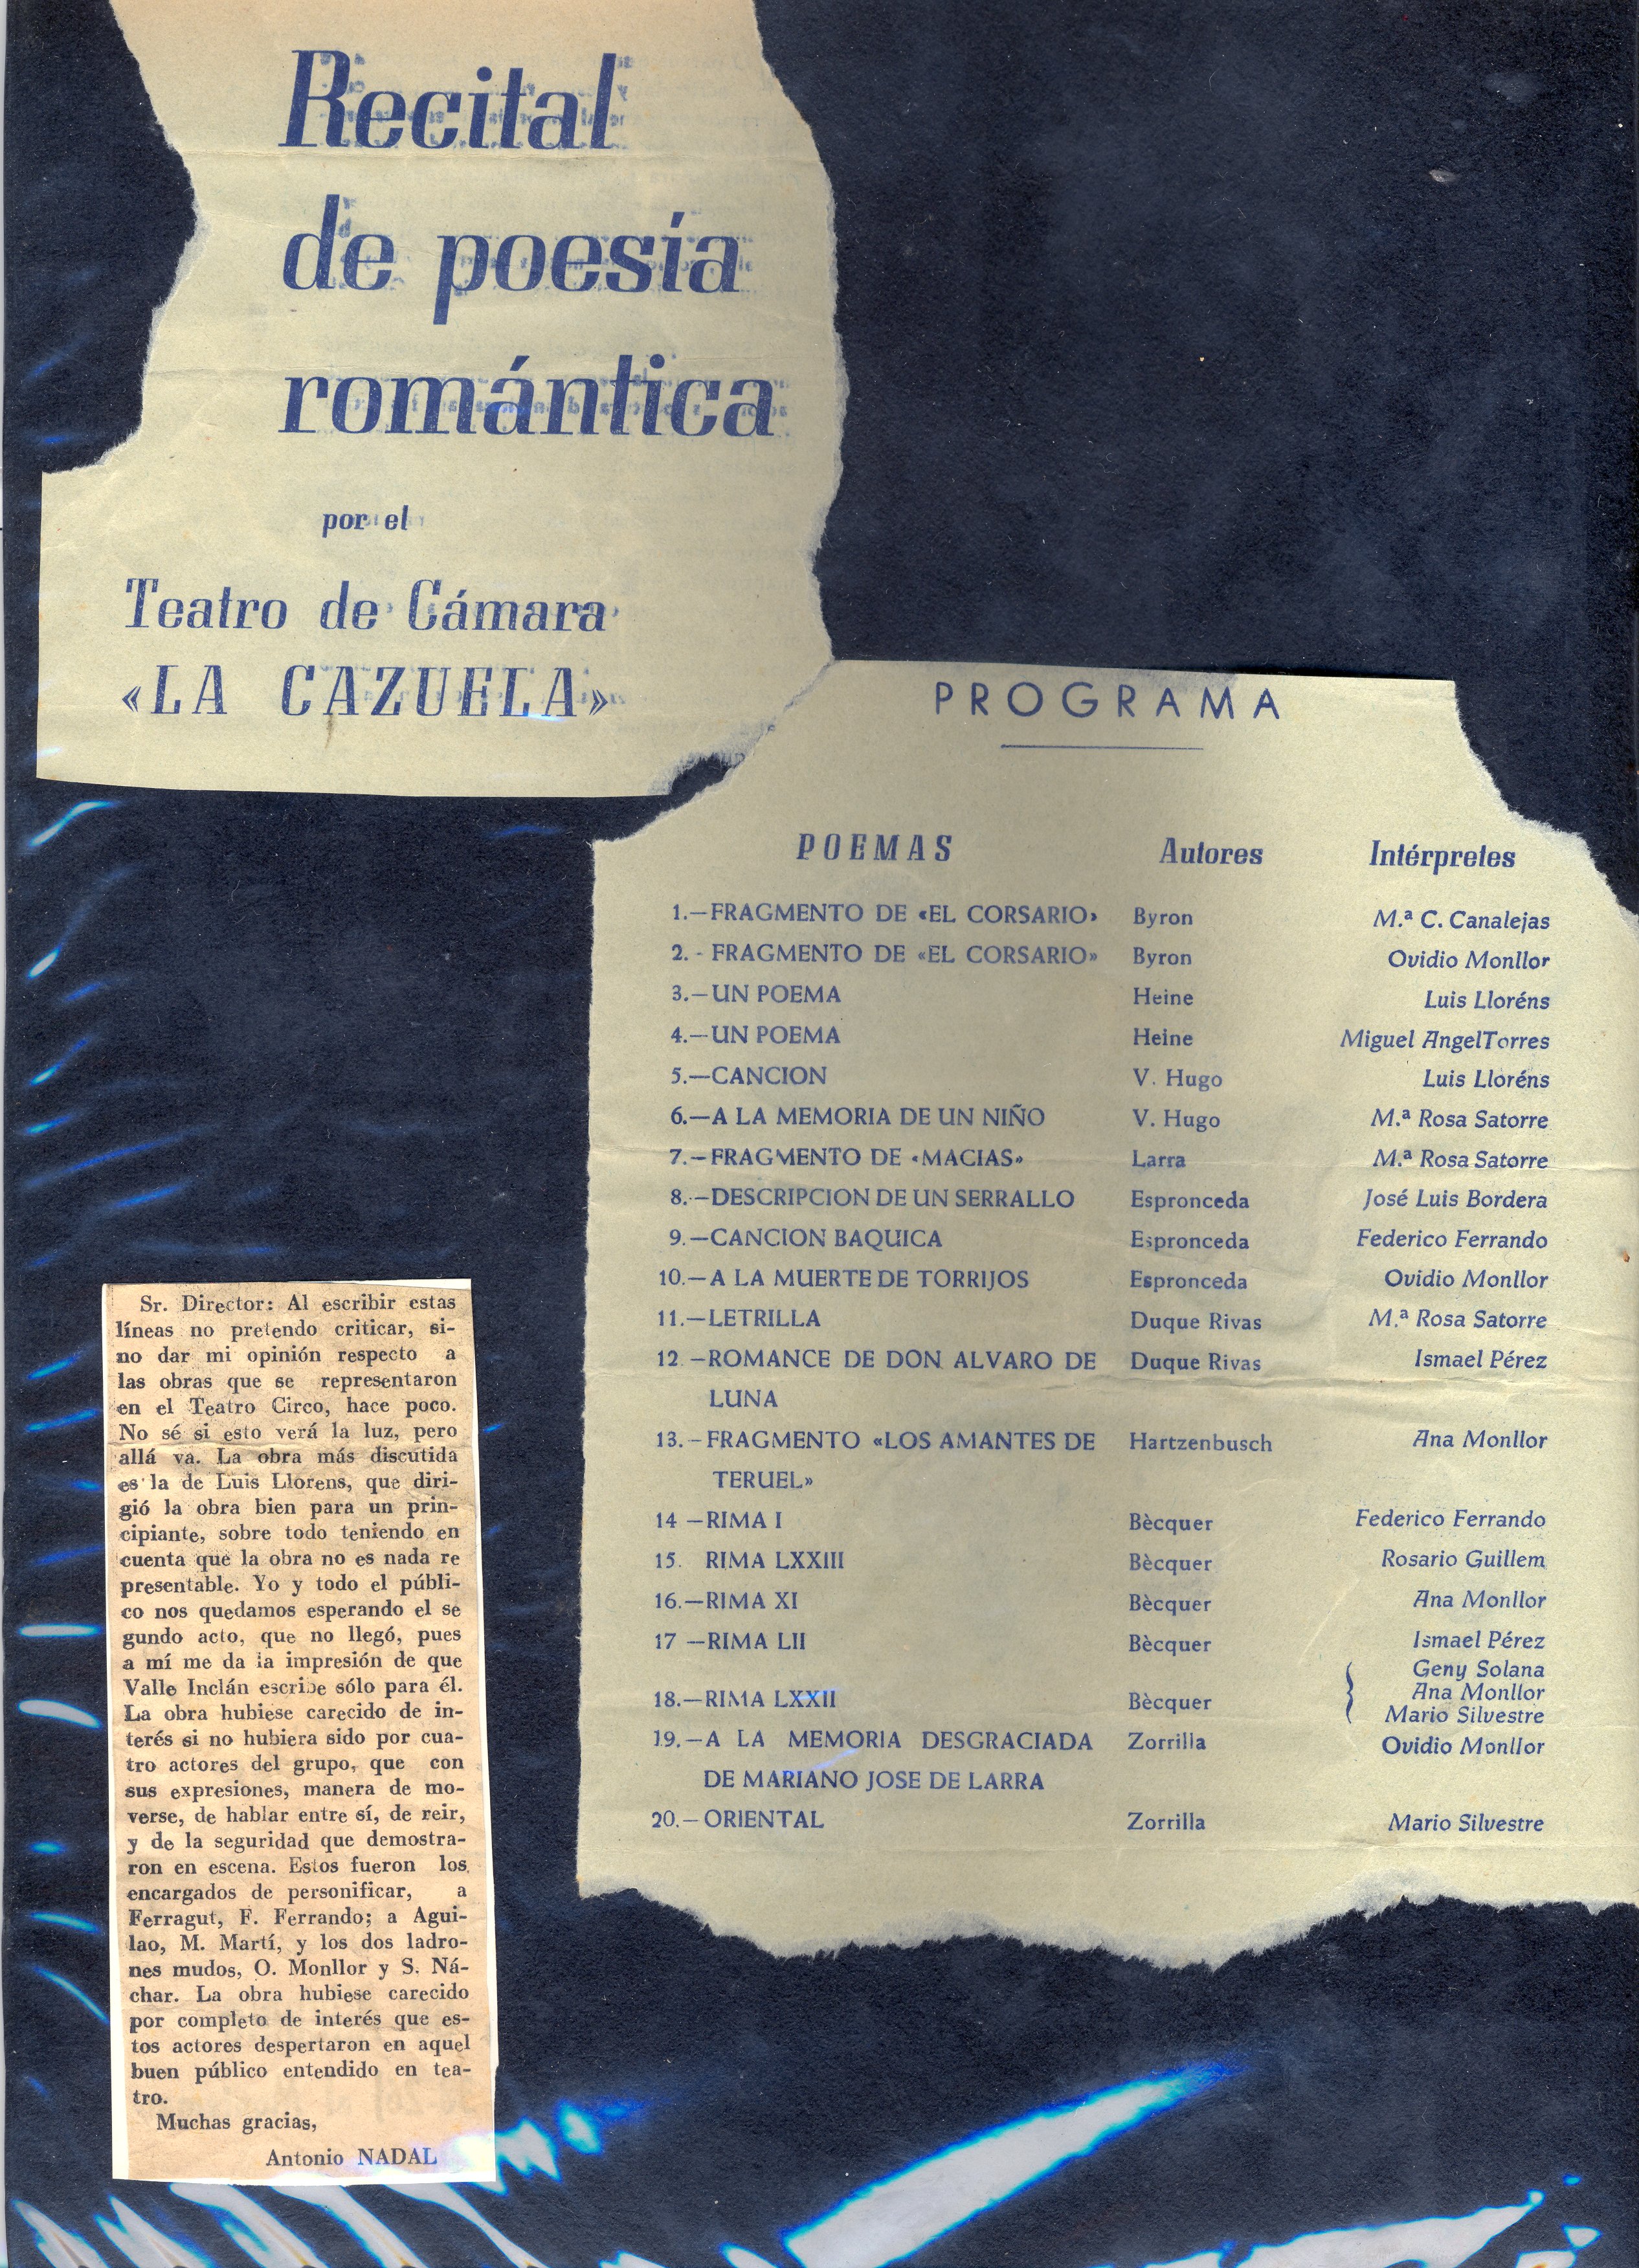 Recital
de poesía
romántica
por el
Teatro de Cámara
«LA CAZUELA»
PROGRAMA
POEMAS Autores Intérpretes
1.—FRAGMENTO DE «EL CORSARIO» Byron M.ª C. Canalejas
2. - FRAGMENTO DE «EL CORSARIO» Byron Ovidio Monllor
3.—UN POEMA Heine Luis Lloréns
4.—UN POEMA Heine Miguel AngelTorres
5.—CANCION V. Hugo Luis Lloréns
6.—A LA MEMORIA DE UN NIÑO V. Hugo M.ª Rosa Satorre
7.—FRAGMENTO DE «MACIAS» Larra M.ª Rosa Satorre
8.—DESCRIPCION DE UN SERRALLO Espronceda José Luis Bordera
9.—CANCION BAQUICA Espronceda Federico Ferrando
10.—A LA MUERTE DE TORRIJOS Espronceda Ovidio Monllor
11.—LETRILLA Duque Rivas M.ª Rosa Satorre
12.—ROMANCE DE DON ALVARO DE Duque Rivas Ismael Pérez
LUNA
13.—FRAGMENTO «LOS AMANTES DE Hartzenbusch Ana Monllor
TERUEL»
14 —RIMA I Bècquer Federico Ferrando
15. RIMA LXXIII Bècquer Rosario Guillem
16.—RIMA XI Bècquer Ana Monllor
17 —RIMA LII Bècquer Ismael Pérez
Geny Solana
18.—RIMA LXXII Bècquer Ana Monllor
Mario Silvestre
19.—A LA MEMORIA DESGRACIADA Zorrilla Ovidio Monllor
DE MARIANO JOSE DE LARRA
20.—ORIENTAL Zorrilla Mario Silvestre
Sr. Director: Al escribir estas
líneas no pretendo criticar, si-
no dar mi opinión respecto a
las obras que se representaron
en el Teatro Circo, hace poco.
No sé si esto verá la luz, pero
allá va. La obra más discutida
es la de Luis Llorens, que diri-
gió la obra bien para un prin-
cipiante, sobre todo teniendo en
cuenta que la obra no es nada re
presentable. Yo y todo el públi-
co nos quedamos esperando el se
gundo acto, que no llegó, pues
a mí me da la impresión de que
Valle Inclán escribe sólo para él.
La obra hubiese carecido de in-
terés si no hubiera sido por cua-
tro actores del grupo, que con
sus expresiones, manera de mo-
verse, de hablar entre sí, de reir,
y de la seguridad que demostra-
ron en escena. Estos fueron los
encargados de personificar, a
Ferragut, F. Ferrando; a Agui-
lao, M. Martí, y los dos ladro-
nes mudos, O. Monllor y S. Ná-
char. La obra hubiese carecido
por completo de interés que es-
tos actores despertaron en aquel
buen público entendido en tea-
tro.
Muchas gracias,
Antonio NADAL